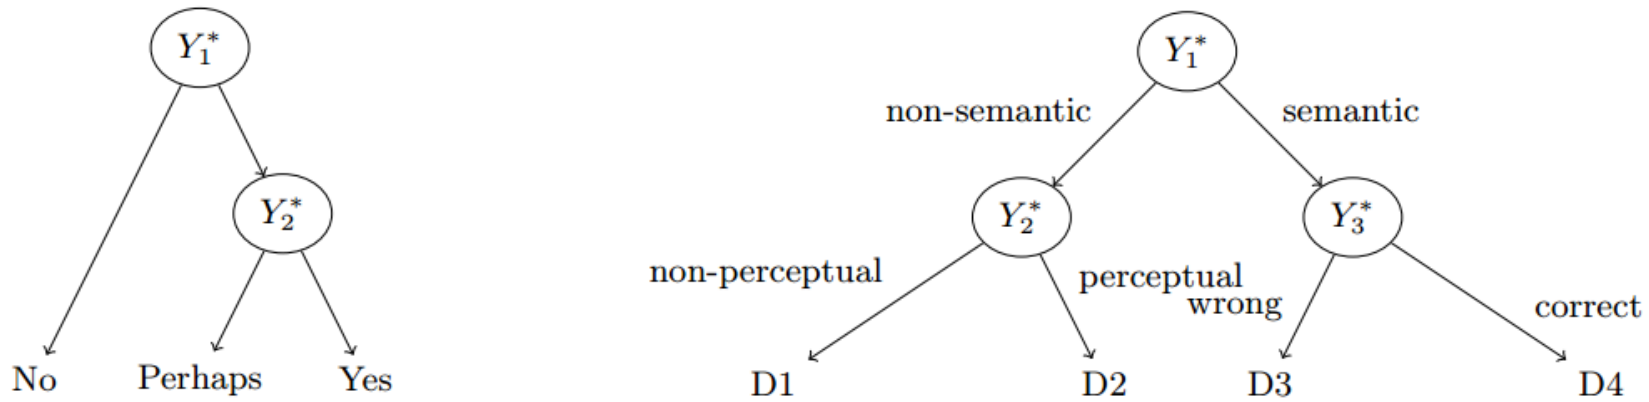 Y₁*
Y₂*
No Perhaps Yes
Y₁*
non-semantic semantic
Y₂* Y₃*
non-perceptual perceptual
wrong correct
D1 D2 D3 D4